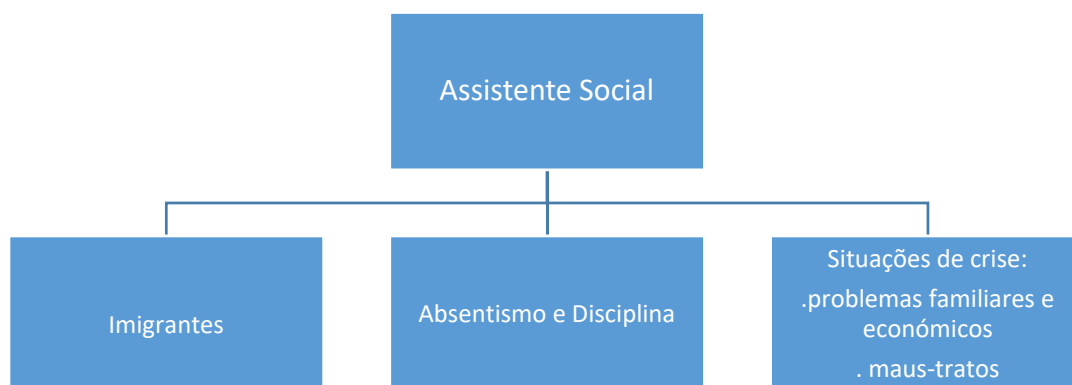 Assistente Social
Imigrantes
Absentismo e Disciplina
Situações de crise:
.problemas familiares e
económicos
. maus-tratos